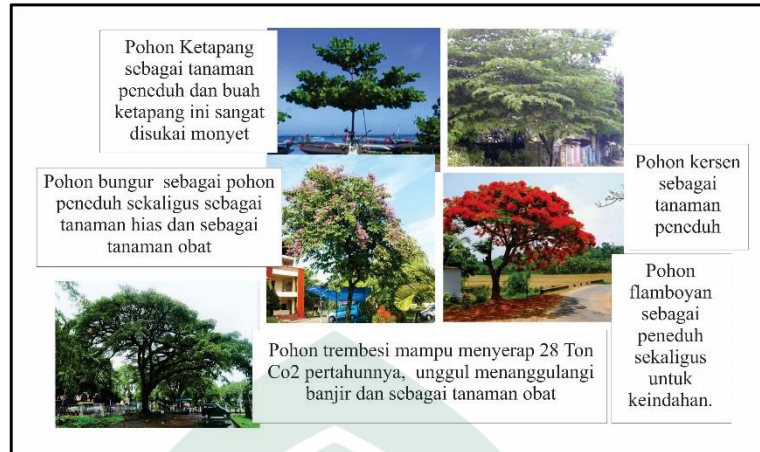 Pohon Ketapang
sebagai tanaman
peneduh dan buah
ketapang ini sangat
disukai monyet
Pohon bungur sebagai pohon
peneduh sekaligus sebagai
tanaman hias dan sebagai
tanaman obat
Pohon kersen
sebagai
tanaman
peneduh
Pohon
flamboyan
sebagai
peneduh
sekaligus
untuk
keindahan.
Pohon trembesi mampu menyerap 28 Ton
Co2 pertahunnya, unggul menanggulangi
banjir dan sebagai tanaman obat